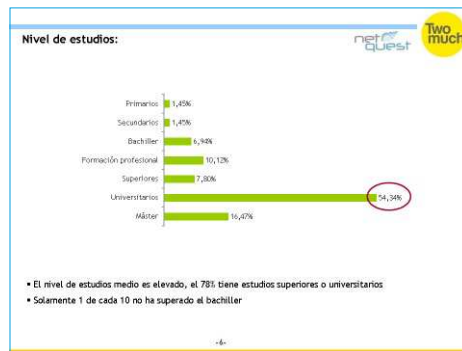 Nivel de estudios:
net quest
Two
much
Primarios 1,45%
Secundarios 1,45%
Bachiller 6,94%
Formación profesional 10,12%
Superiores 7,80%
Universitarios 54,34%
Máster 16,47%
▪ El nivel de estudios medio es elevado, el 78% tiene estudios superiores o universitarios
▪ Solamente 1 de cada 10 no ha superado el bachiller
-6-